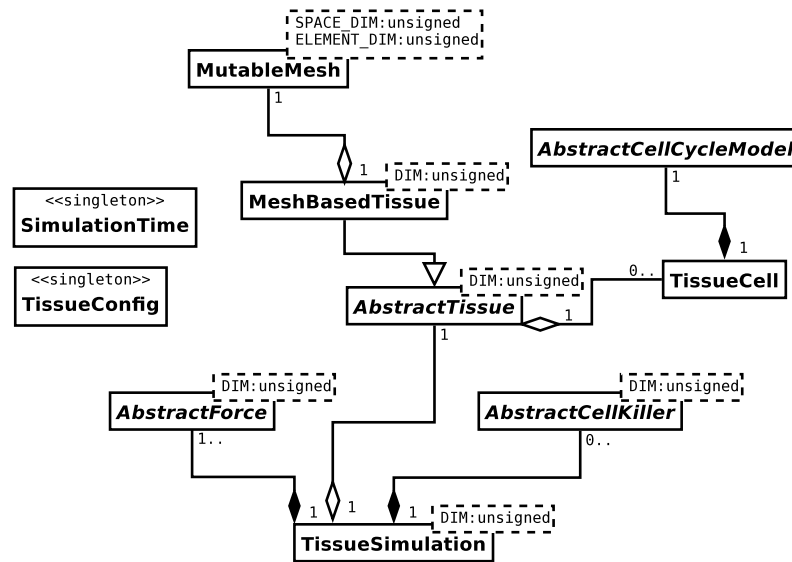 SPACE_DIM:unsigned
ELEMENT_DIM:unsigned
MutableMesh
1
AbstractCellCycleModel
1
1
DIM:unsigned
MeshBasedTissue
<<singleton>>
SimulationTime
1
0..
TissueCell
<<singleton>>
TissueConfig
DIM:unsigned
AbstractTissue
1
1
DIM:unsigned
AbstractForce
1..
DIM:unsigned
AbstractCellKiller
0..
1
1
1
DIM:unsigned
TissueSimulation